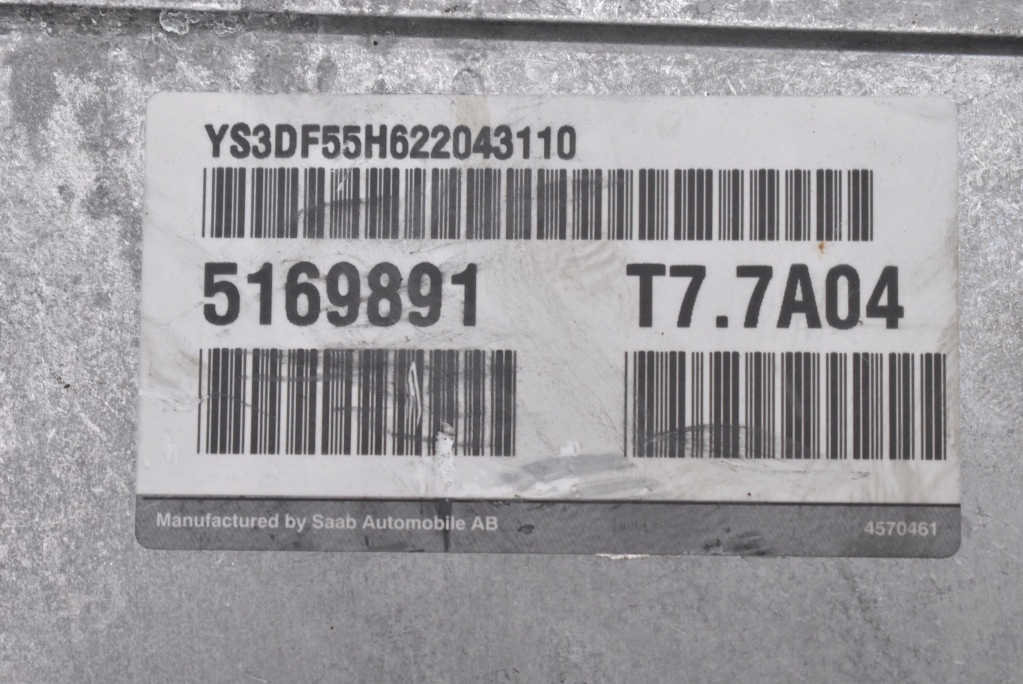 YS3DF55H622043110
5169891 T7.7A04
Manufactured by Saab Automobile AB 4570461